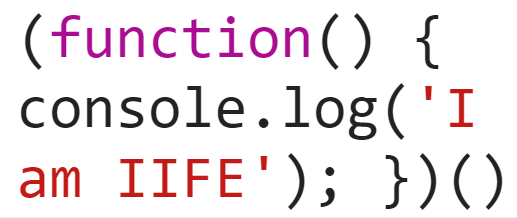 (function() {
console.log('I
am IIFE'); })()